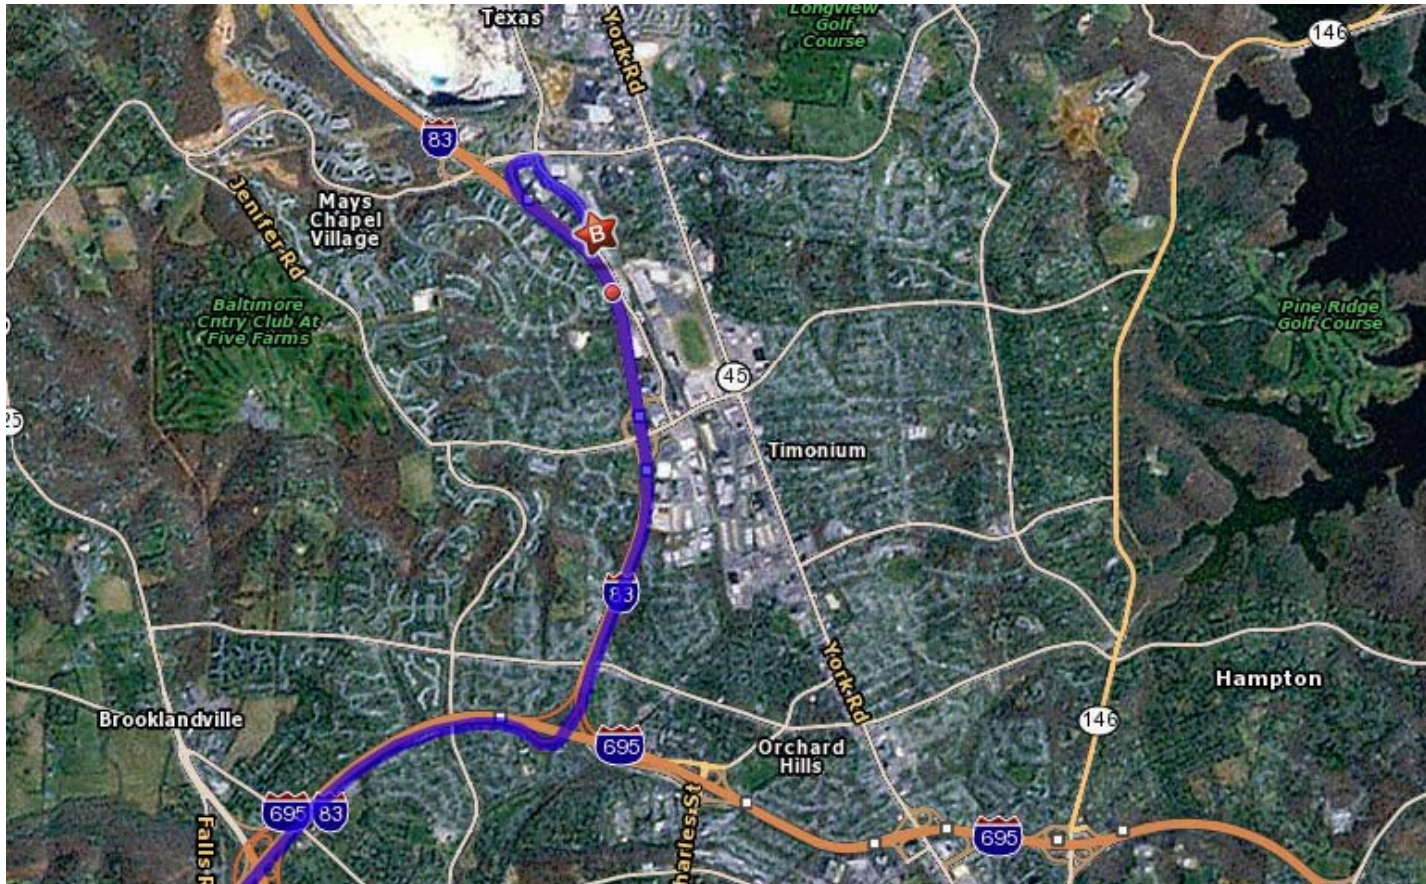 Texas
York Rd
Longview
Golf
Course
146
83
Mays
Chapel
Village
Jenifer Rd
B
Baltimore
Cntry Club At
Five Farms
Pine Ridge
Golf Course
45
25
Timonium
83
York Rd
Hampton
Brooklandville
146
695
Orchard
Hills
695
83
Falls R
harles St
695